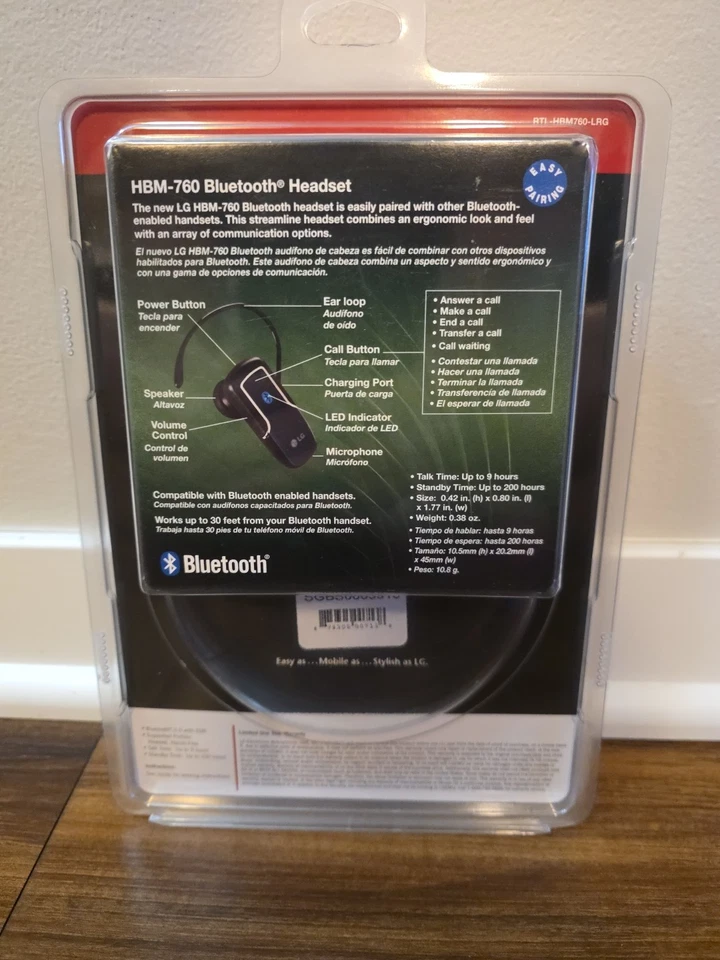 RTL-HBM760-LRG
EASY
PAIRING
HBM-760 Bluetooth® Headset
The new LG HBM-760 Bluetooth headset is easily paired with other Bluetooth-
enabled handsets. This streamline headset combines an ergonomic look and feel
with an array of communication options.
El nuevo LG HBM-760 Bluetooth audífono de cabeza es fácil de combinar con otros dispositivos
habilitados para Bluetooth. Este audífono de cabeza combina un aspecto y sentido ergonómico y
con una gama de opciones de comunicación.
Power Button
Tecla para
encender
Speaker
Altavoz
Volume
Control
Control de
volumen
Ear loop
Audífono
de oído
Call Button
Tecla para llamar
Charging Port
Puerta de carga
LED Indicator
Indicador de LED
Microphone
Micrófono
LG
• Answer a call
• Make a call
• End a call
• Transfer a call
• Call waiting
• Contestar una llamada
• Hacer una llamada
• Terminar la llamada
• Transferencia de llamada
• El esperar de llamada
Compatible with Bluetooth enabled handsets.
Compatible con audífonos capacitados para Bluetooth.
Works up to 30 feet from your Bluetooth handset.
Trabaja hasta 30 pies de tu teléfono móvil de Bluetooth.
Bluetooth®
• Talk Time: Up to 9 hours
• Standby Time: Up to 200 hours
• Size: 0.42 in. (h) x 0.80 in. (l)
x 1.77 in. (w)
• Weight: 0.38 oz.
• Tiempo de hablar: hasta 9 horas
• Tiempo de espera: hasta 200 horas
• Tamaño: 10.5mm (h) x 20.2mm (l)
x 45mm (w)
• Peso: 10.8 g.
Easy as...Mobile as...Stylish as LG.